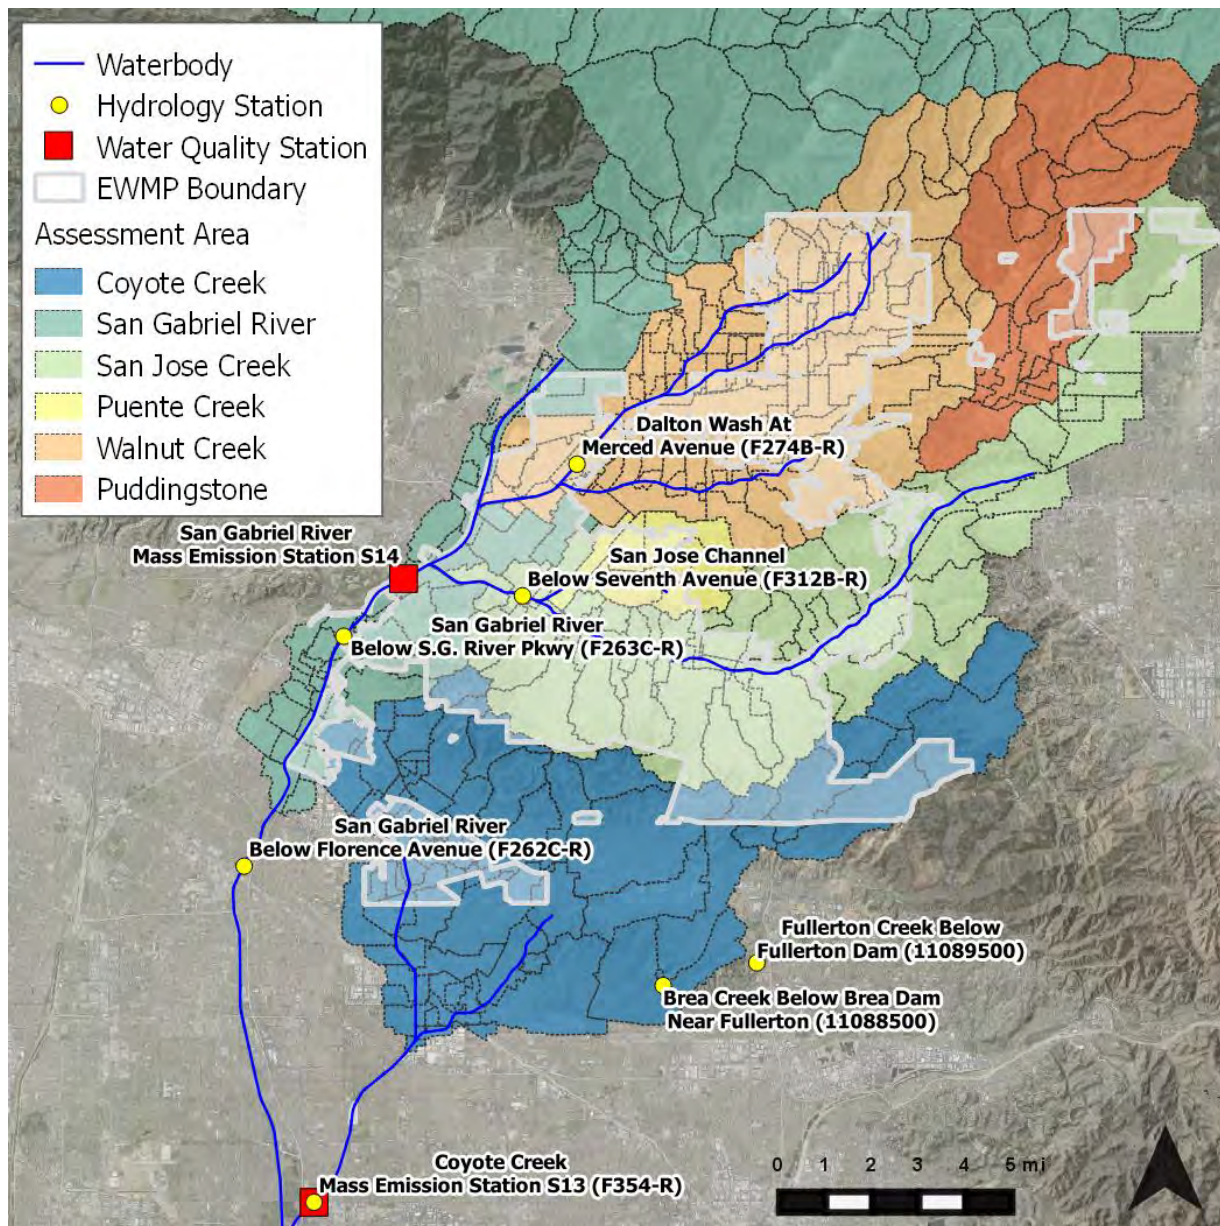 Waterbody
Hydrology Station
Water Quality Station
EWMP Boundary
Assessment Area
Coyote Creek
San Gabriel River
San Jose Creek
Puente Creek
Walnut Creek
Puddingstone
Dalton Wash At
Merced Avenue (F274B-R)
San Gabriel River
Mass Emission Station S14
San Jose Channel
Below Seventh Avenue (F312B-R)
San Gabriel River
Below S.G. River Pkwy (F263C-R)
San Gabriel River
Below Florence Avenue (F262C-R)
Fullerton Creek Below
Fullerton Dam (11089500)
Brea Creek Below Brea Dam
Near Fullerton (11088500)
Coyote Creek
Mass Emission Station S13 (F354-R)
0 1 2 3 4 5 mi